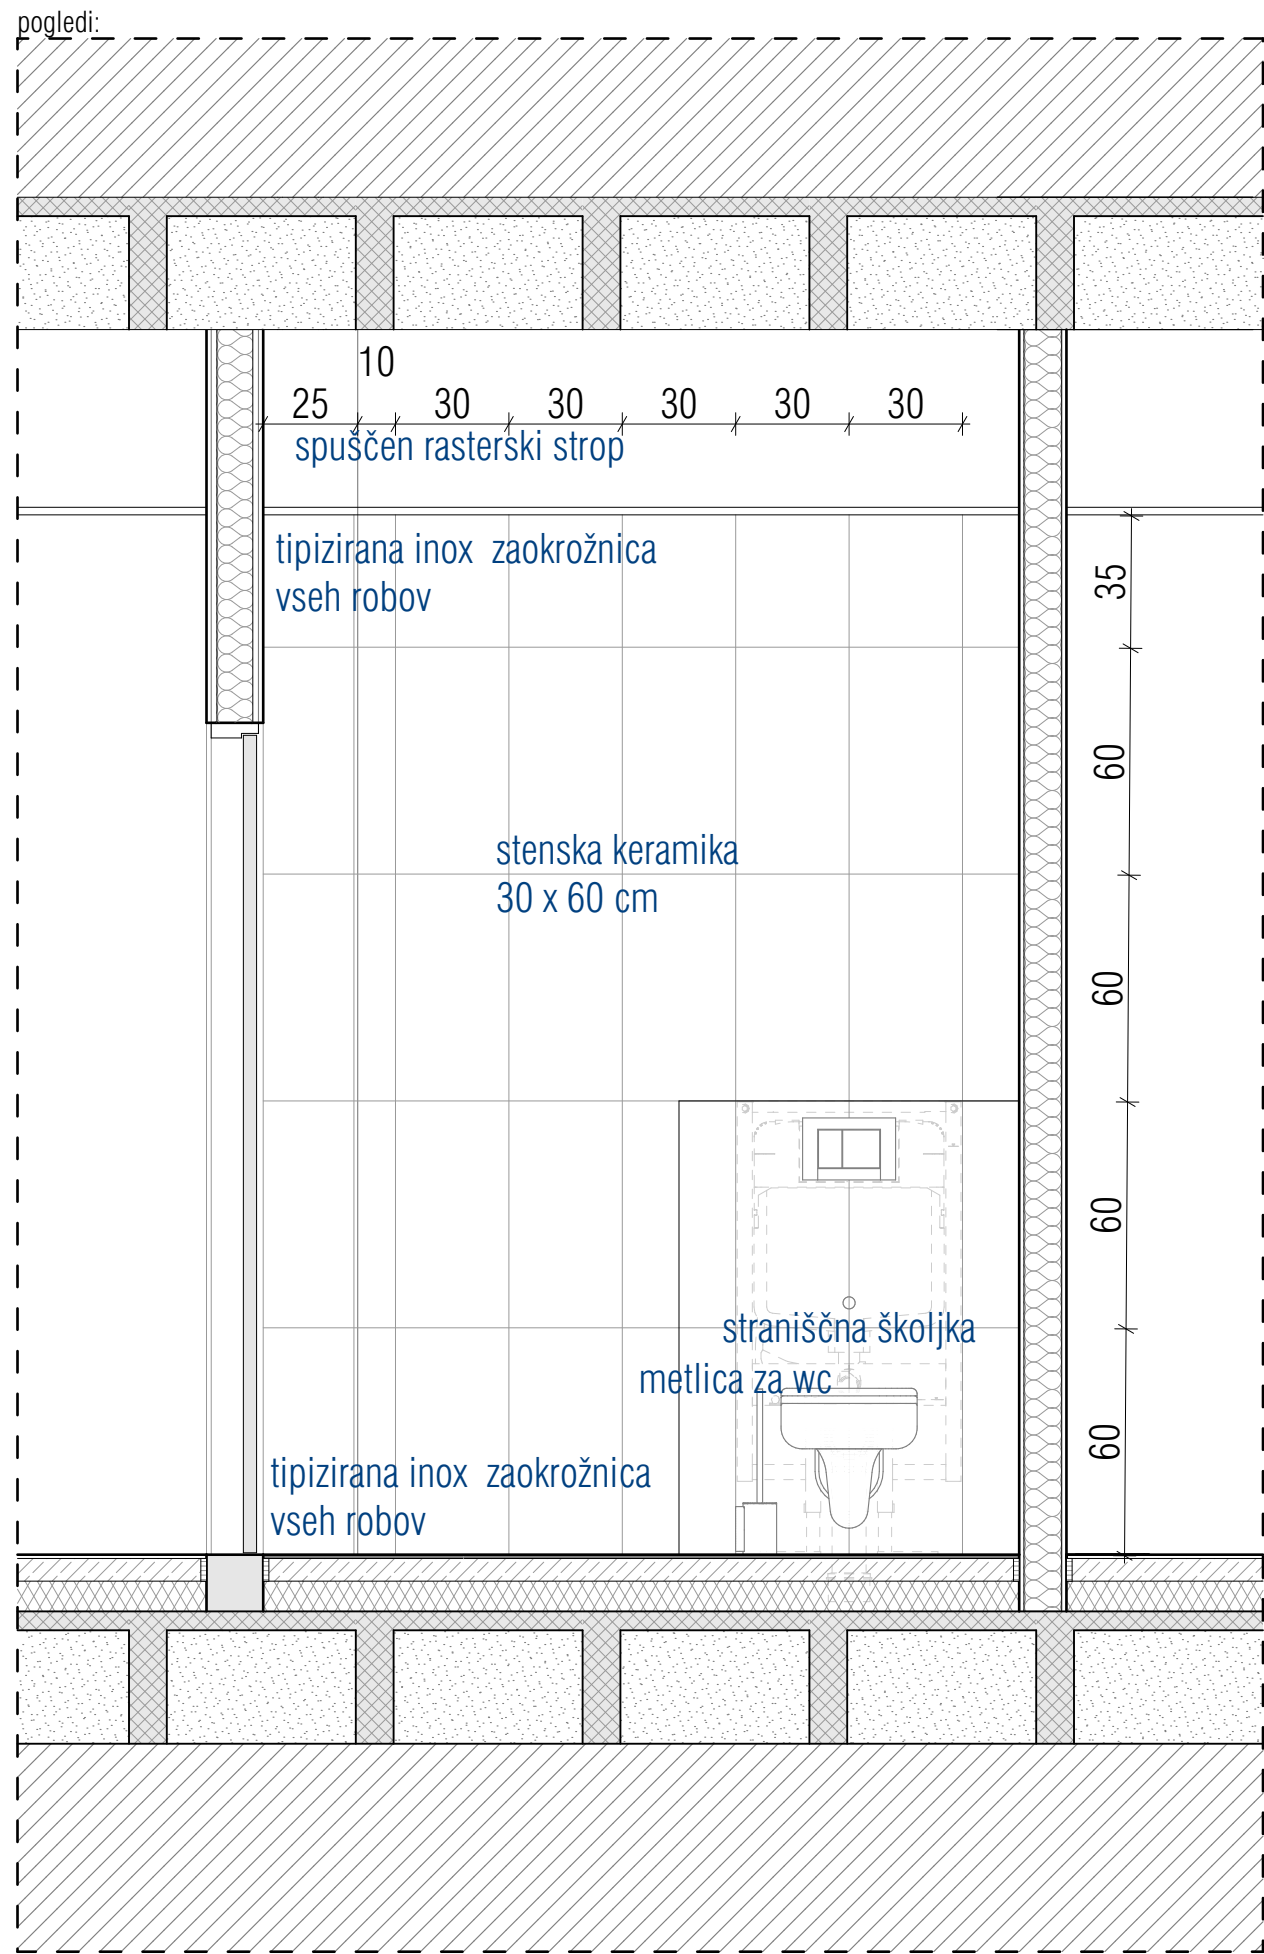 pogledi:
10
25 30 30 30 30 30
spuščen rasterski strop
tipizirana inox zaokrožnica
vseh robov
35
60
stenska keramika
30 x 60 cm
60
60
straniščna školjka
metlica za wc
60
tipizirana inox zaokrožnica
vseh robov